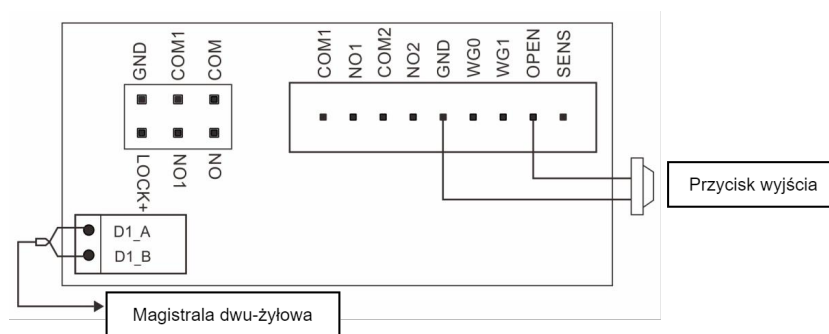 GND COM1 COM
COM1 NO1 COM2 NO2 GND WG0 WG1 OPEN SENS
LOCK+ NO1 NO
Przycisk wyjścia
D1_A
D1_B
Magistrala dwu-żyłowa